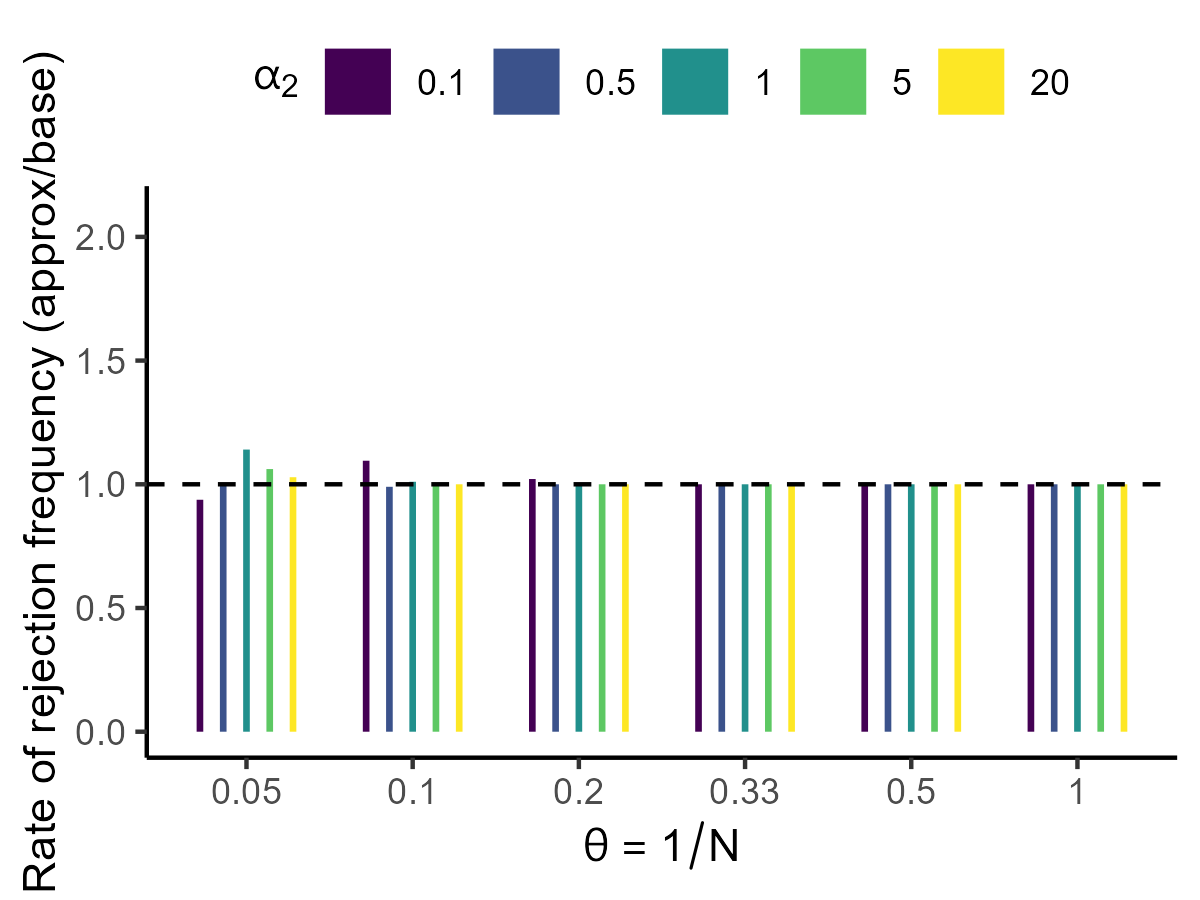 α2 0.1 0.5 1 5 20
Rate of rejection frequency (approx/base)
2.0
1.5
1.0
0.5
0.0
0.05 0.1 0.2 0.33 0.5 1
θ = 1/N